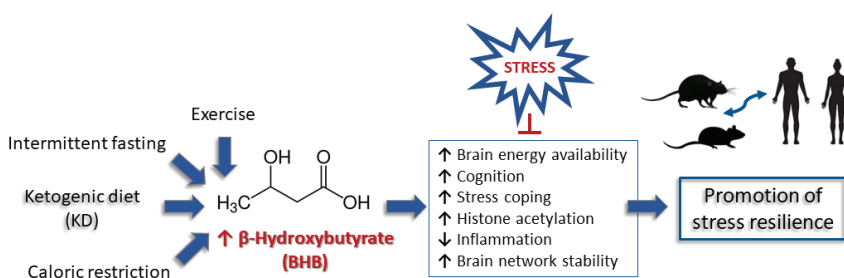 STRESS
Exercise
Intermittent fasting
Ketogenic diet
(KD)
Caloric restriction
OH
O
H₃C
OH
↑ β-Hydroxybutyrate
(BHB)
↑ Brain energy availability
↑ Cognition
↑ Stress coping
↑ Histone acetylation
↓ Inflammation
↑ Brain network stability
Promotion of
stress resilience